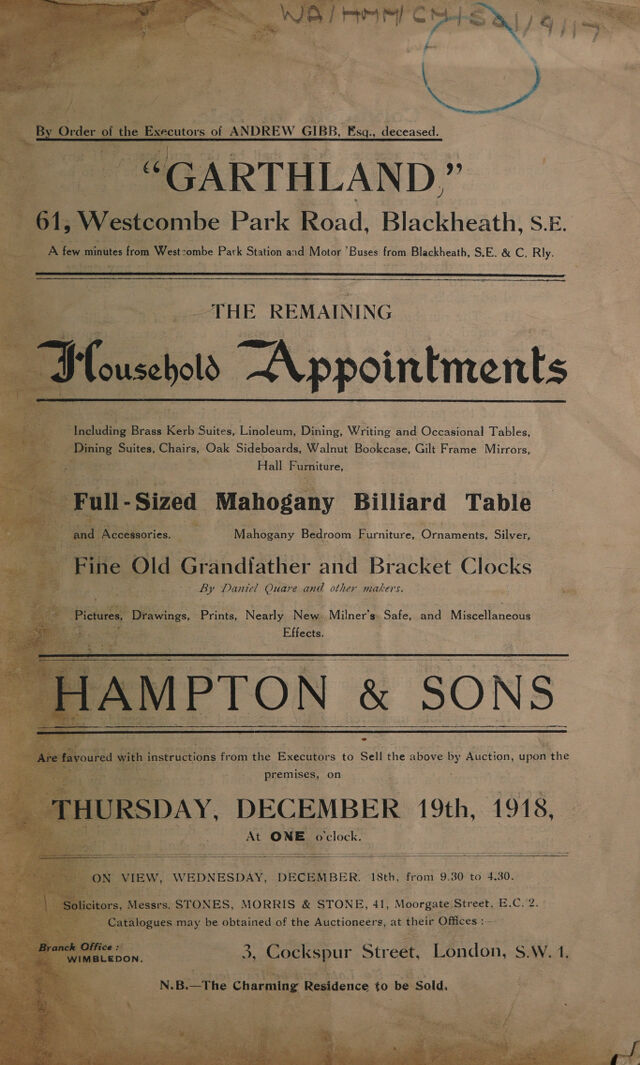 WA/HMM/CM/Sal/9/17
By Order of the Executors of ANDREW GIBB, Esq., deceased.
“GARTHLAND,”
61, Westcombe Park Road, Blackheath, S.E.
A few minutes from Westcombe Park Station and Motor 'Buses from Blackheath, S.E. & C. Rly.
THE REMAINING
Household Appointments
Including Brass Kerb Suites, Linoleum, Dining, Writing and Occasional Tables,
Dining Suites, Chairs, Oak Sideboards, Walnut Bookcase, Gilt Frame Mirrors,
Hall Furniture,
Full-Sized Mahogany Billiard Table
and Accessories. Mahogany Bedroom Furniture, Ornaments, Silver,
Fine Old Grandfather and Bracket Clocks
By Daniel Quare and other makers.
Pictures, Drawings, Prints, Nearly New Milner's Safe, and Miscellaneous
Effects.
HAMPTON & SONS
Are favoured with instructions from the Executors to Sell the above by Auction, upon the
premises, on
THURSDAY, DECEMBER 19th, 1918,
At ONE o'clock.
ON VIEW, WEDNESDAY, DECEMBER. 18th, from 9.30 to 4.30.
Solicitors, Messrs. STONES, MORRIS & STONE, 41, Moorgate Street, E.C. 2.
Catalogues may be obtained of the Auctioneers, at their Offices :—
Branck Office :
WIMBLEDON.
3, Cockspur Street, London, S.W. 1.
N.B.—The Charming Residence to be Sold.